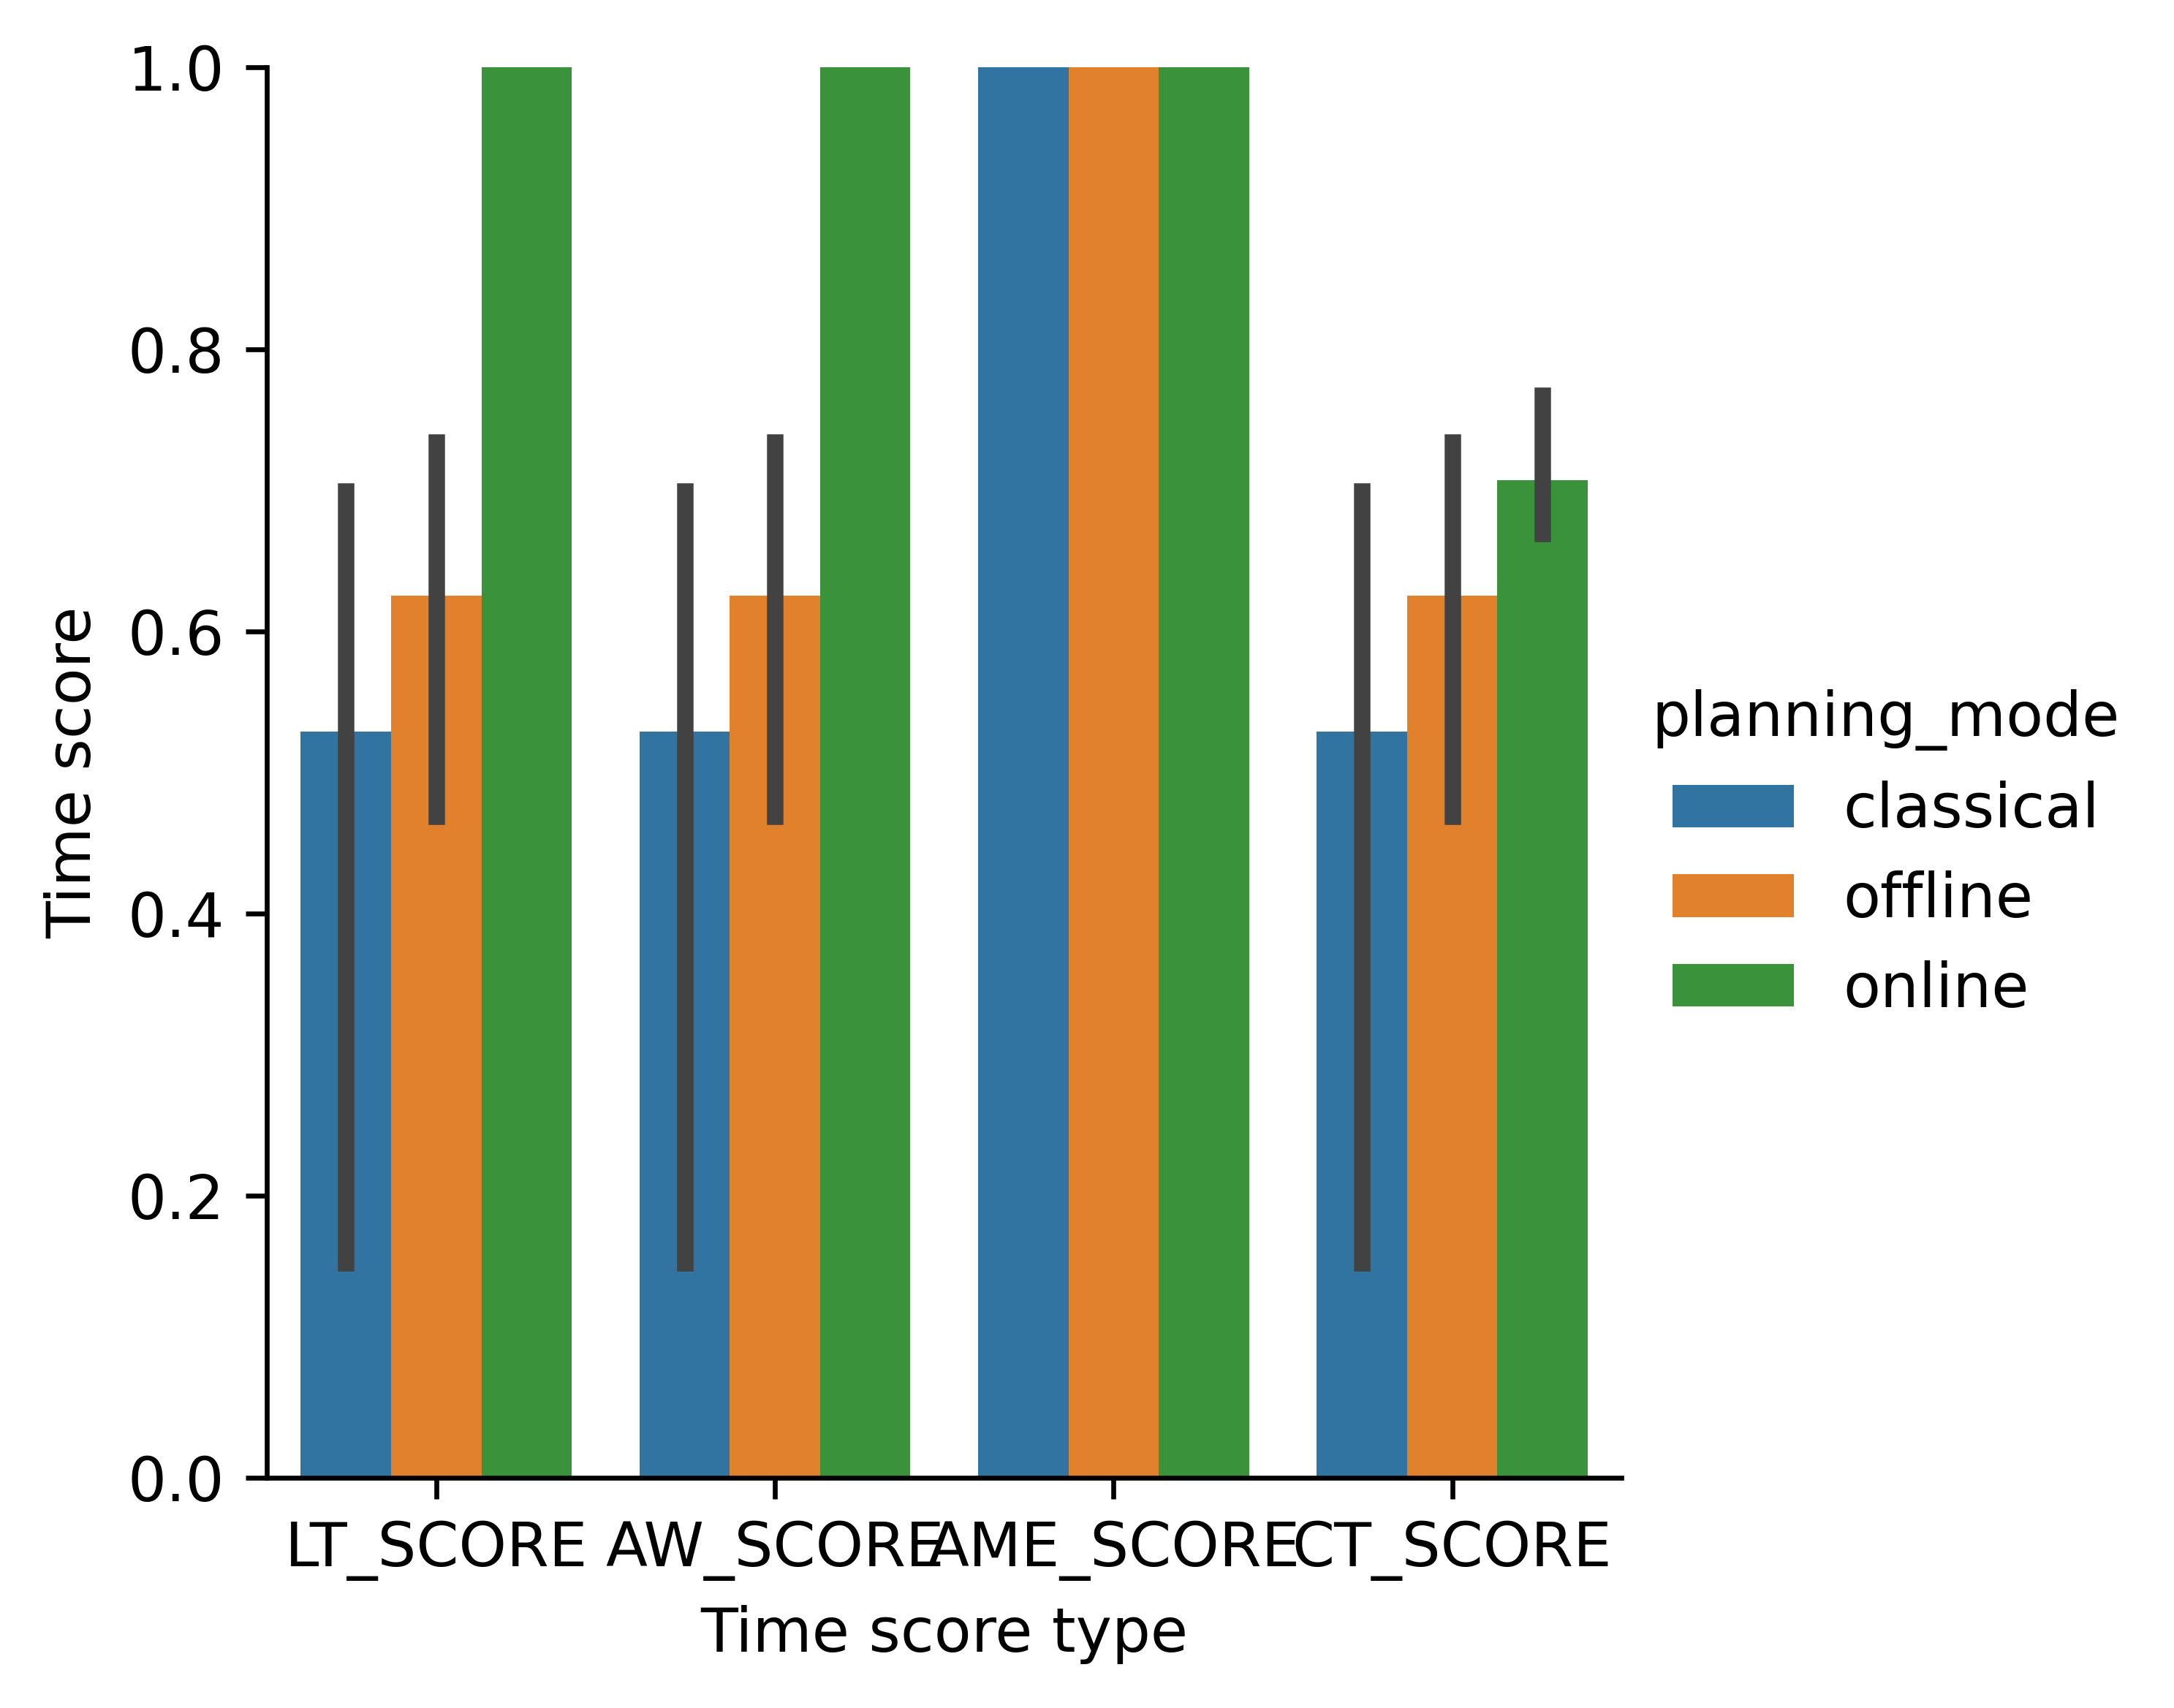 1.0
0.8
0.6
0.4
0.2
0.0
Time score
LT_SCORE AW_SCORE AME_SCORE CT_SCORE
Time score type
planning_mode
classical
offline
online